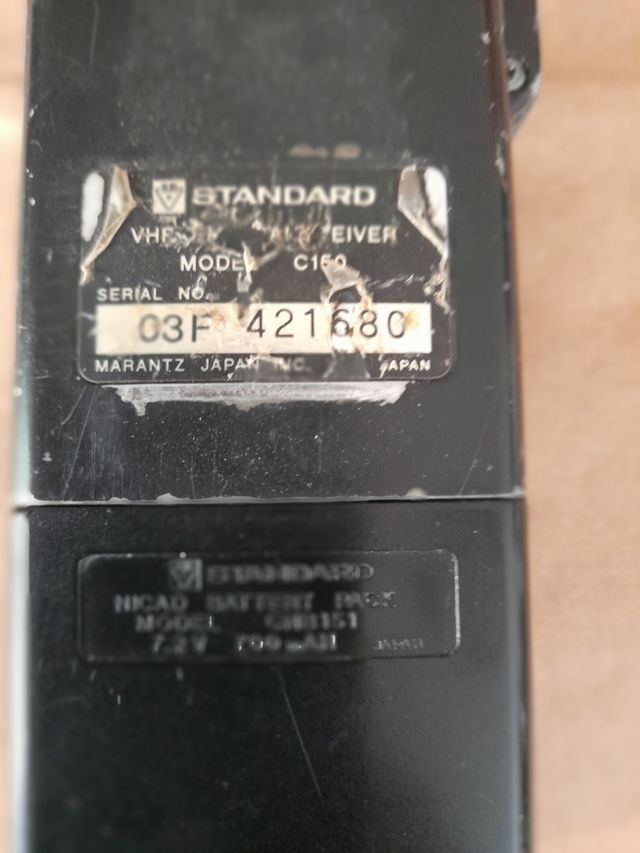 STANDARD
VHF
MODEL C150
SERIAL NO.
03F 421680
MARANTZ JAPAN INC. JAPAN
STANDARD
NICAD BATTERY PACK
MODEL
7.2V 700mAH JAPAN